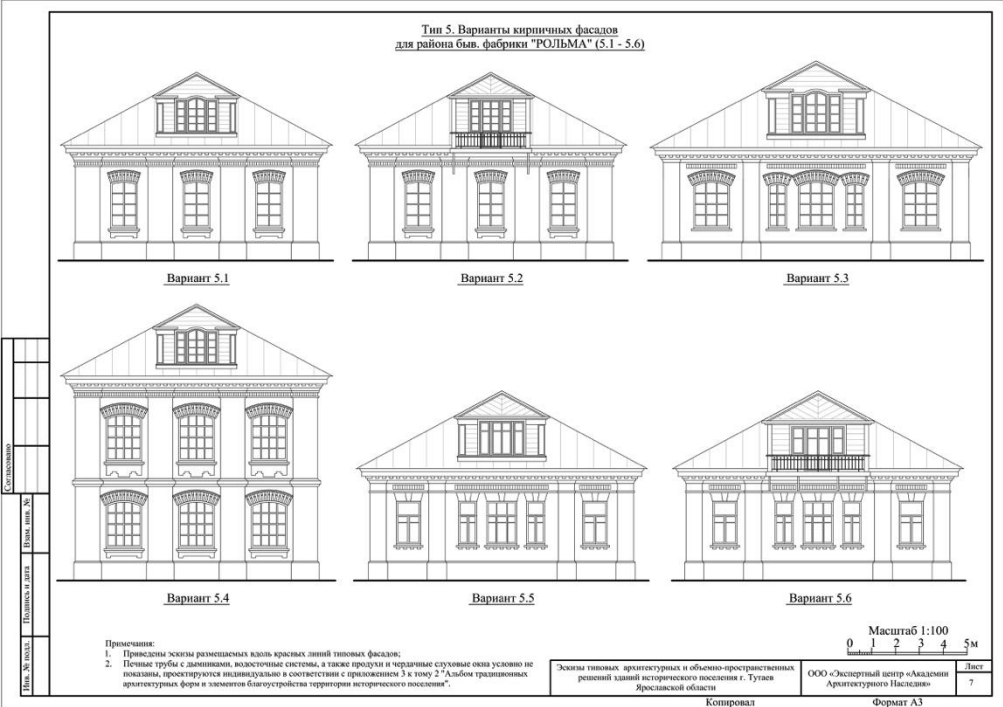 Тип 5. Варианты кирпичных фасадов
для района быв. фабрики "РОЛЬМА" (5.1 - 5.6)
Вариант 5.1
Вариант 5.2
Вариант 5.3
Вариант 5.4
Вариант 5.5
Вариант 5.6
Согласовано
Взам. инв. №
Подпись и дата
Инв. № подл.
Примечания:
1. Приведены эскизы размещаемых вдоль красных линий типовых фасадов;
2. Печные трубы с дымниками, водосточные системы, а также продухи и чердачные слуховые окна условно не
показаны, проектируются индивидуально в соответствии с приложением 3 к тому 2 "Альбом традиционных
архитектурных форм и элементов благоустройства территории исторического поселения".
Масштаб 1:100
0 1 2 3 4 5м
Эскизы типовых архитектурных и объемно-пространственных
решений зданий исторического поселения г. Тутаев
Ярославской области
ООО «Экспертный центр «Академии
Архитектурного Наследия»
Лист
7
Копировал
Формат А3